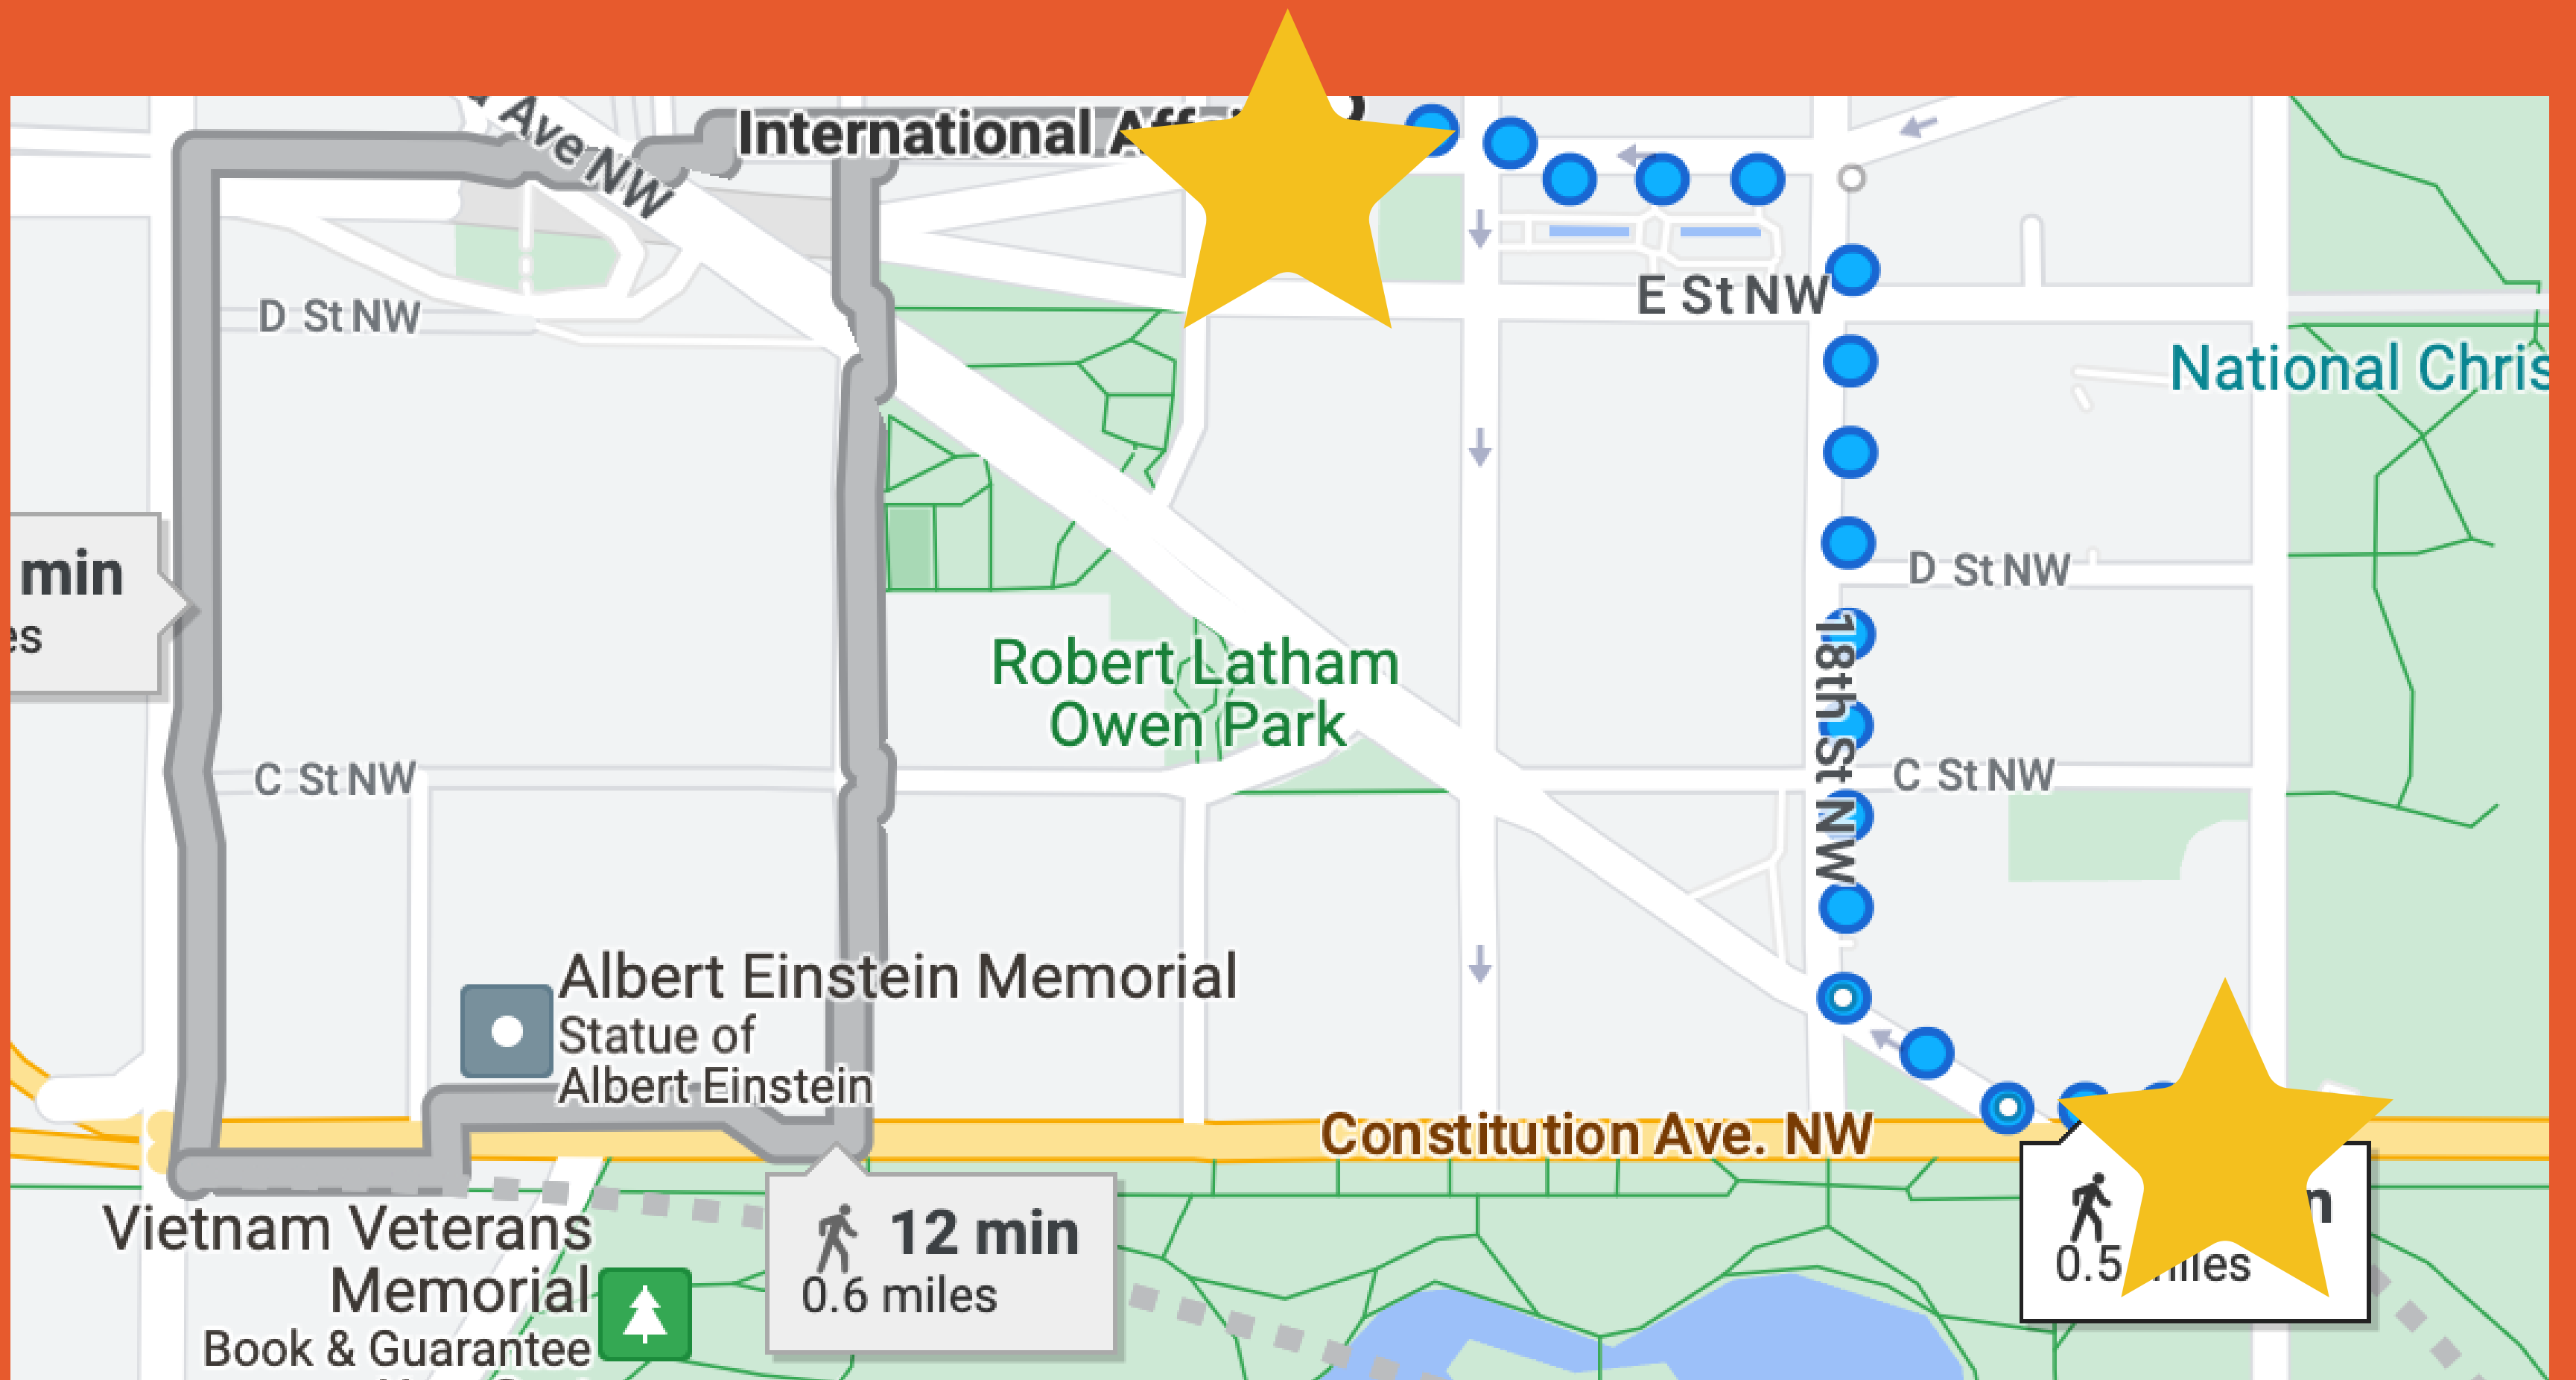 Ave NW
International
D St NW
E St NW
National Chris
min
es
D St NW
18th St NW
Robert Latham
Owen Park
C St NW
C St NW
Albert Einstein Memorial
Statue of
Albert Einstein
Constitution Ave. NW
12 min
0.6 miles
0.5 miles
Vietnam Veterans
Memorial
Book & Guarantee